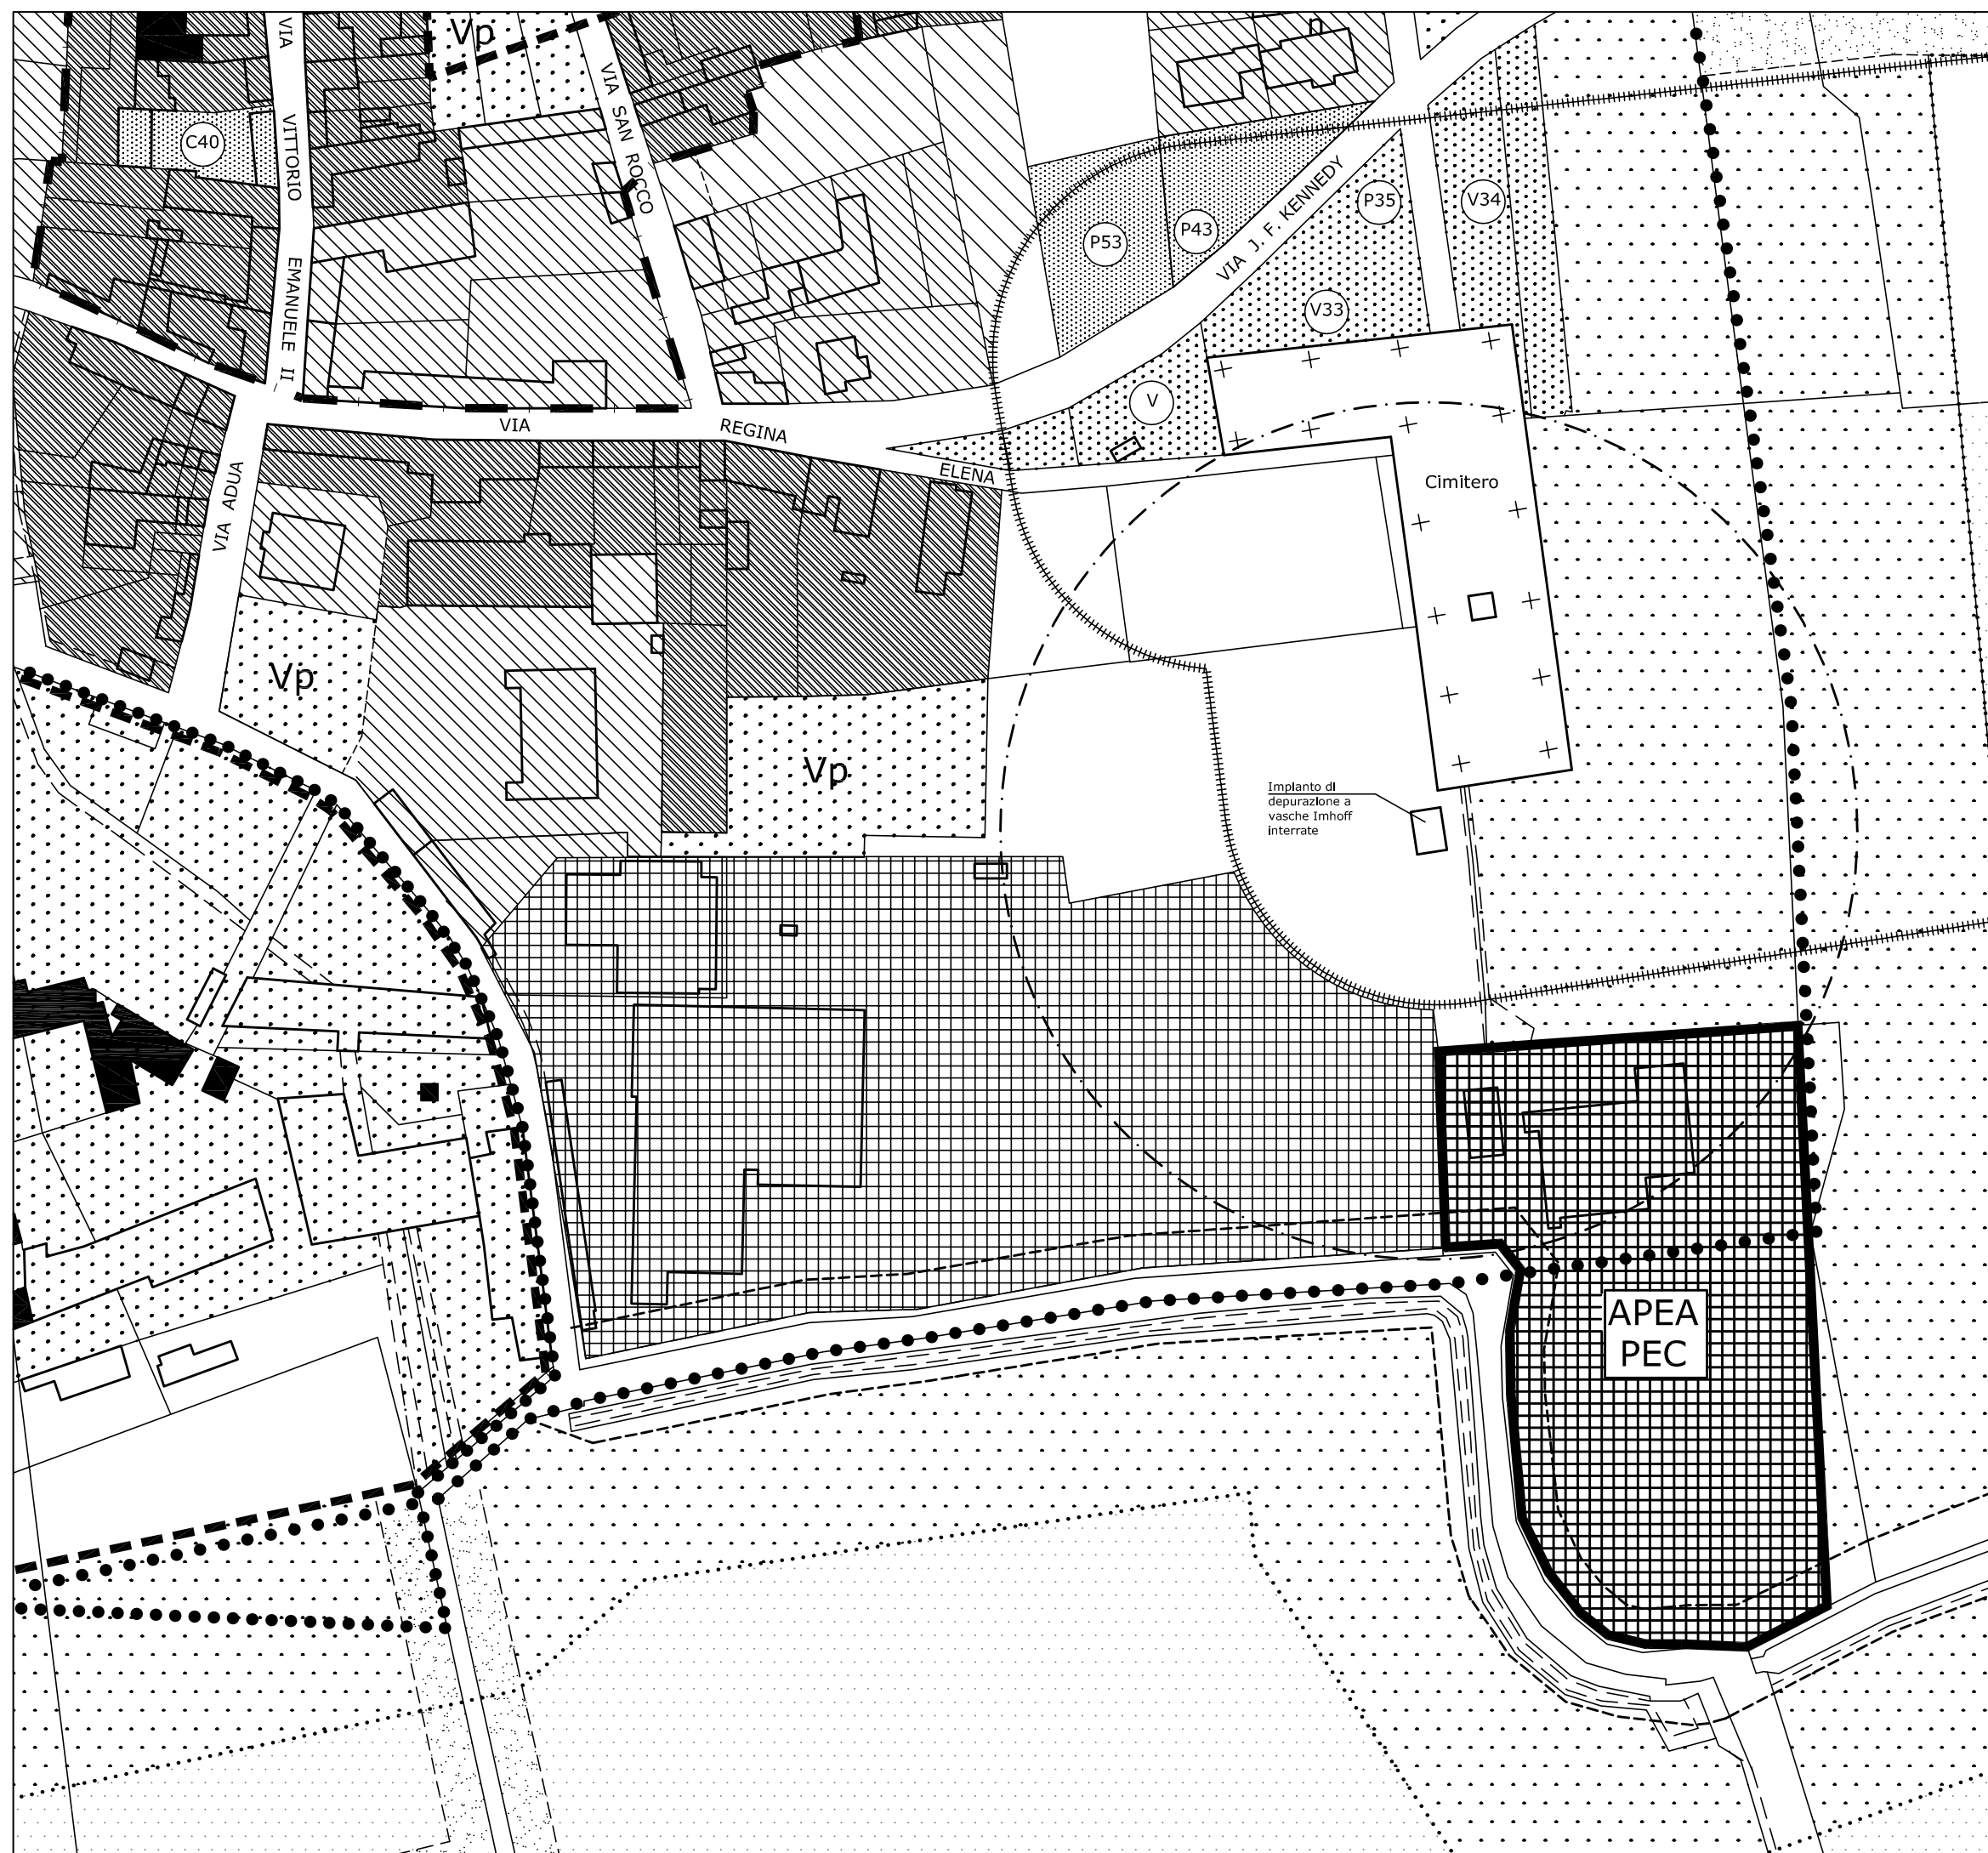 VIA
VITTORIO
EMANUELE II
Vp
VIA SAN ROCCO
n
C40
P53
P43
VIA J. F. KENNEDY
P35
V34
V33
V
VIA
REGINA
ELENA
VIA ADUA
Cimitero
Vp
Vp
Implanto di
depurazione a
vasche Imhoff
interrate
APEA
PEC